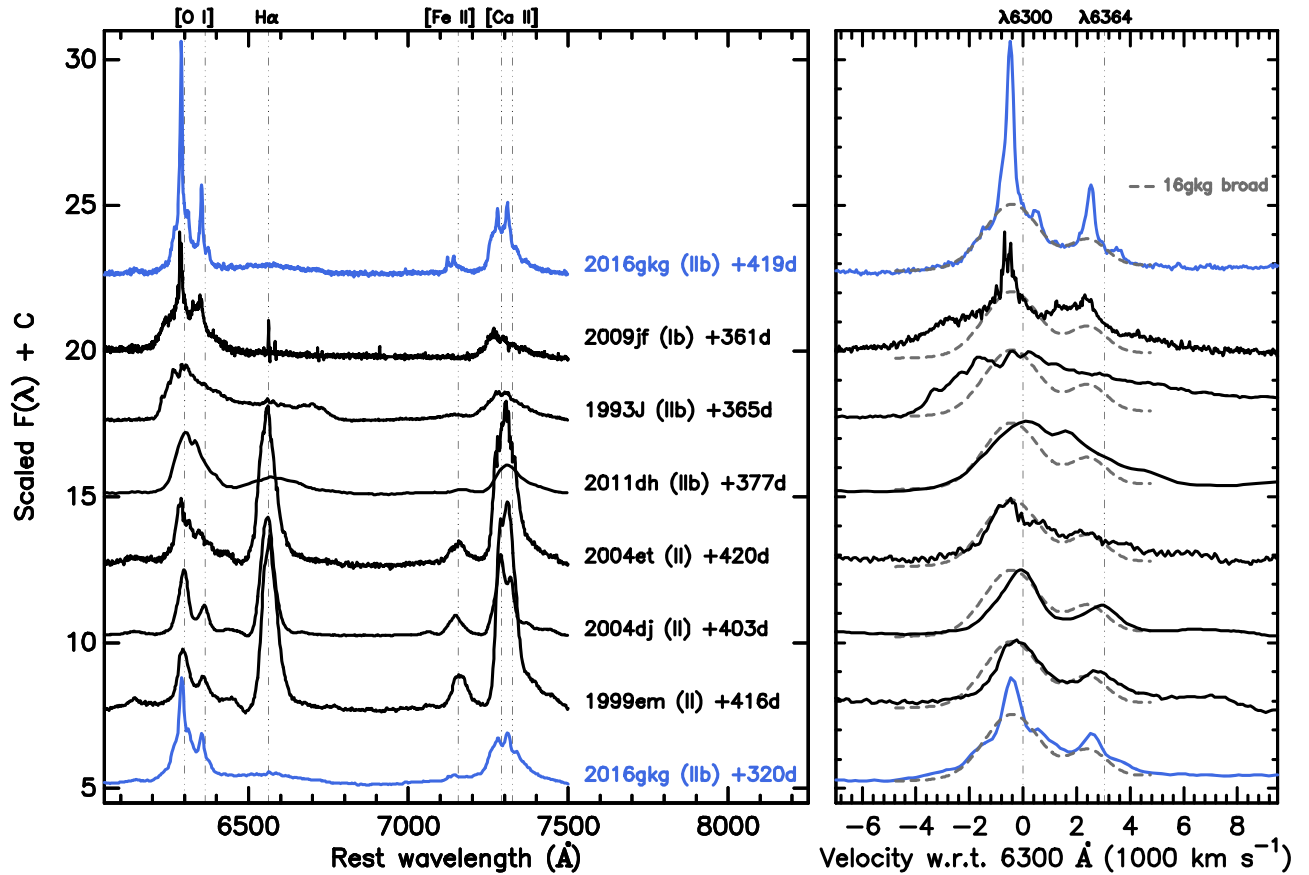 [O I] Hα [Fe II] [Ca II]
λ6300 λ6364
30
25
20
15
10
5
Scaled F(λ) + C
16gkg broad
2016gkg (IIb) +419d
2009jf (Ib) +361d
1993J (IIb) +365d
2011dh (IIb) +377d
2004et (II) +420d
2004dj (II) +403d
1999em (II) +416d
2016gkg (IIb) +320d
6500 7000 7500 8000
Rest wavelength (Å)
−6 −4 −2 0 2 4 6 8
Velocity w.r.t. 6300 Å (1000 km s⁻¹)